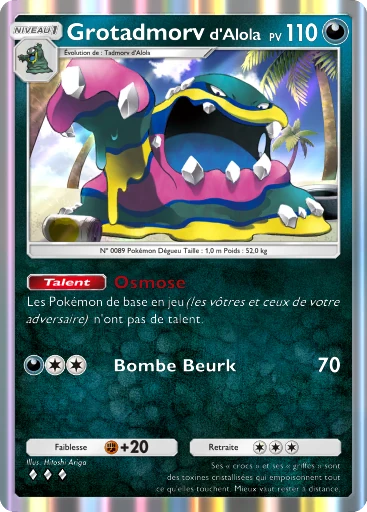 NIVEAU 1
Grotadmorv d'Alola PV 110
Évolution de : Tadmorv d'Alola
N° 0089 Pokémon Dégueu Taille : 1,0 m Poids : 52,0 kg
Talent Osmose
Les Pokémon de base en jeu (les vôtres et ceux de votre
adversaire) n'ont pas de talent.
Bombe Beurk 70
Faiblesse +20 Retraite
Illus. Hitoshi Ariga
Ses « crocs » et ses « griffes » sont
des toxines cristallisées qui empoisonnent tout
ce qu'elles touchent. Mieux vaut rester à distance.